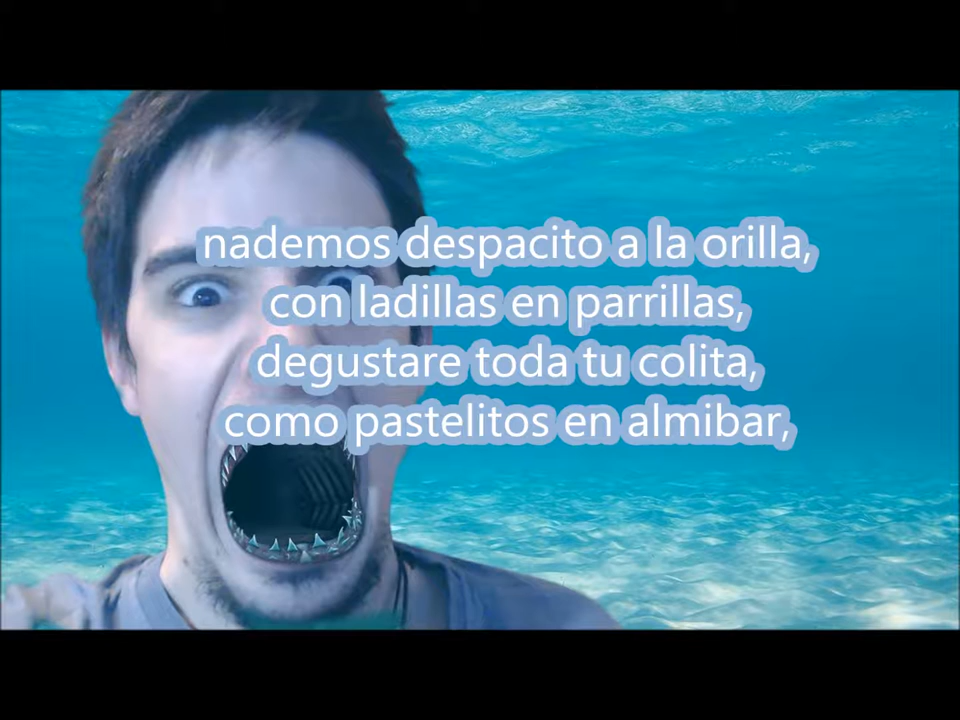 nademos despacito a la orilla,
con ladillas en parrillas,
degustare toda tu colita,
como pastelitos en almibar,